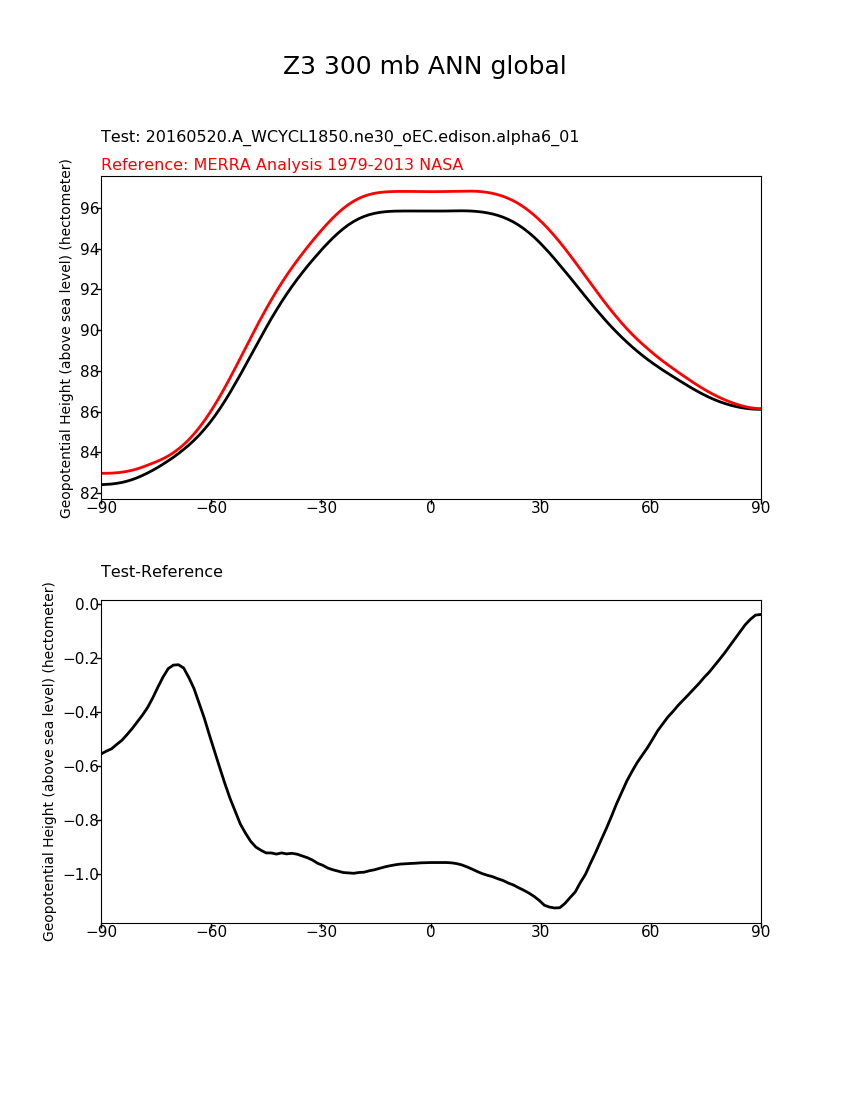 Z3 300 mb ANN global
Test: 20160520.A_WCYCL1850.ne30_oEC.edison.alpha6_01
Reference: MERRA Analysis 1979-2013 NASA
Geopotential Height (above sea level) (hectometer)
96
94
92
90
88
86
84
82
−90 −60 −30 0 30 60 90
Test-Reference
Geopotential Height (above sea level) (hectometer)
0.0
−0.2
−0.4
−0.6
−0.8
−1.0
−90 −60 −30 0 30 60 90